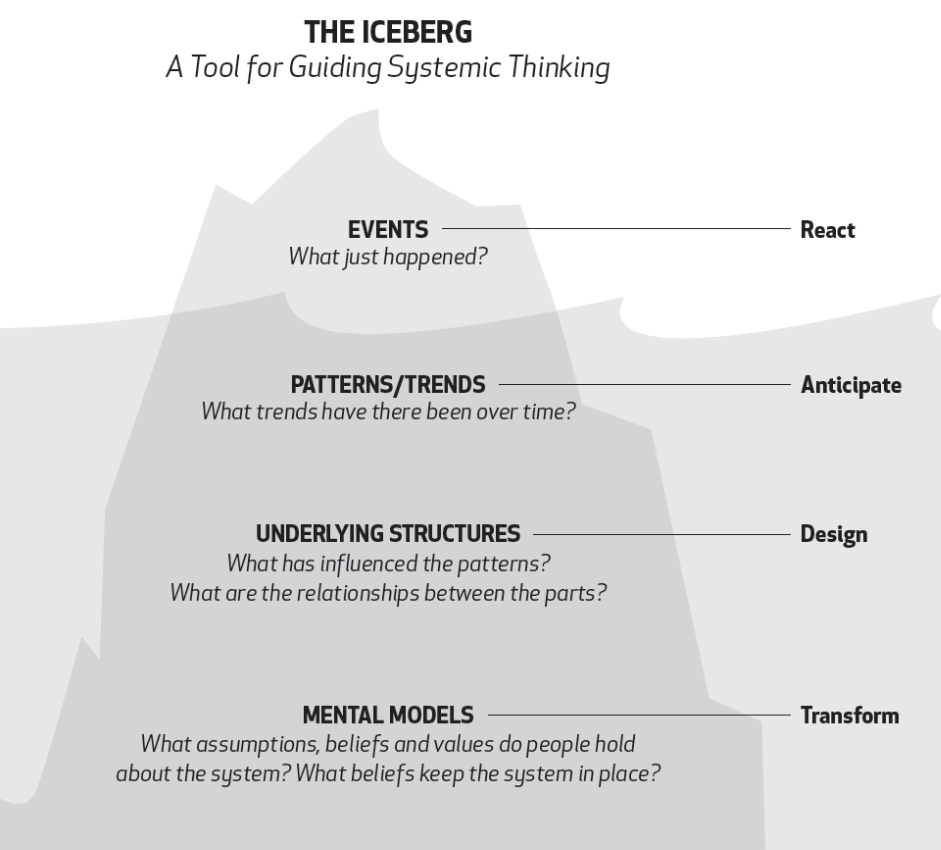 THE ICEBERG
A Tool for Guiding Systemic Thinking
EVENTS
React
What just happened?
PATTERNS/TRENDS
Anticipate
What trends have there been over time?
UNDERLYING STRUCTURES
Design
What has influenced the patterns?
What are the relationships between the parts?
MENTAL MODELS
Transform
What assumptions, beliefs and values do people hold
about the system? What beliefs keep the system in place?